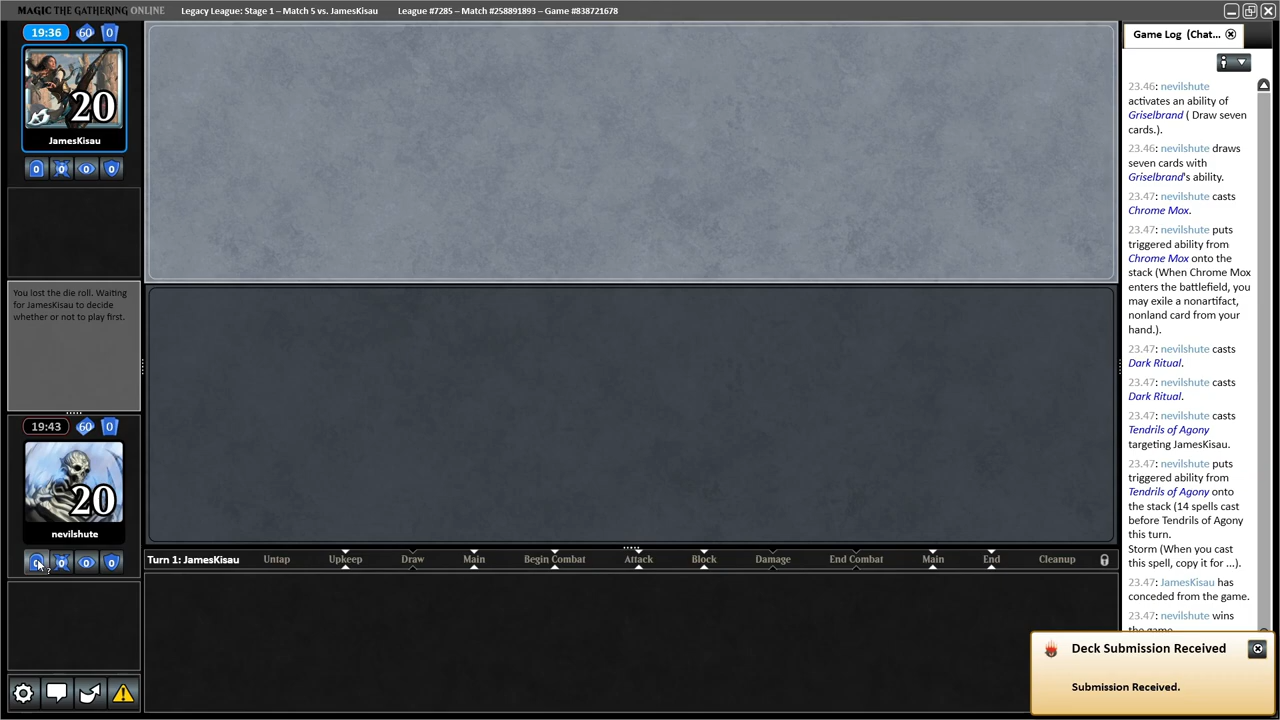 MAGIC THE GATHERING ONLINE
Legacy League: Stage 1 – Match 5 vs. JamesKisau
League #7285 – Match #258891893 – Game #838721678
19:36 60 0
20
JamesKisau
0 0 0 0
You lost the die roll. Waiting
for JamesKisau to decide
whether or not to play first.
19:43 60 0
20
nevilshute
0 0 0 0
Turn 1: JamesKisau
Untap Upkeep Draw Main Begin Combat Attack Block Damage End Combat Main End Cleanup
Game Log (Chat...
23.46: nevilshute
activates an ability of
Griselbrand ( Draw seven
cards.).
23.46: nevilshute draws
seven cards with
Griselbrand's ability.
23.47: nevilshute casts
Chrome Mox.
23.47: nevilshute puts
triggered ability from
Chrome Mox onto the
stack (When Chrome Mox
enters the battlefield, you
may exile a nonartifact,
nonland card from your
hand.).
23.47: nevilshute casts
Dark Ritual.
23.47: nevilshute casts
Dark Ritual.
23.47: nevilshute casts
Tendrils of Agony
targeting JamesKisau.
23.47: nevilshute puts
triggered ability from
Tendrils of Agony onto
the stack (14 spells cast
before Tendrils of Agony
this turn.
Storm (When you cast
this spell, copy it for ...).
23.47: JamesKisau has
conceded from the game.
23.47: nevilshute wins
the game.
Deck Submission Received
Submission Received.